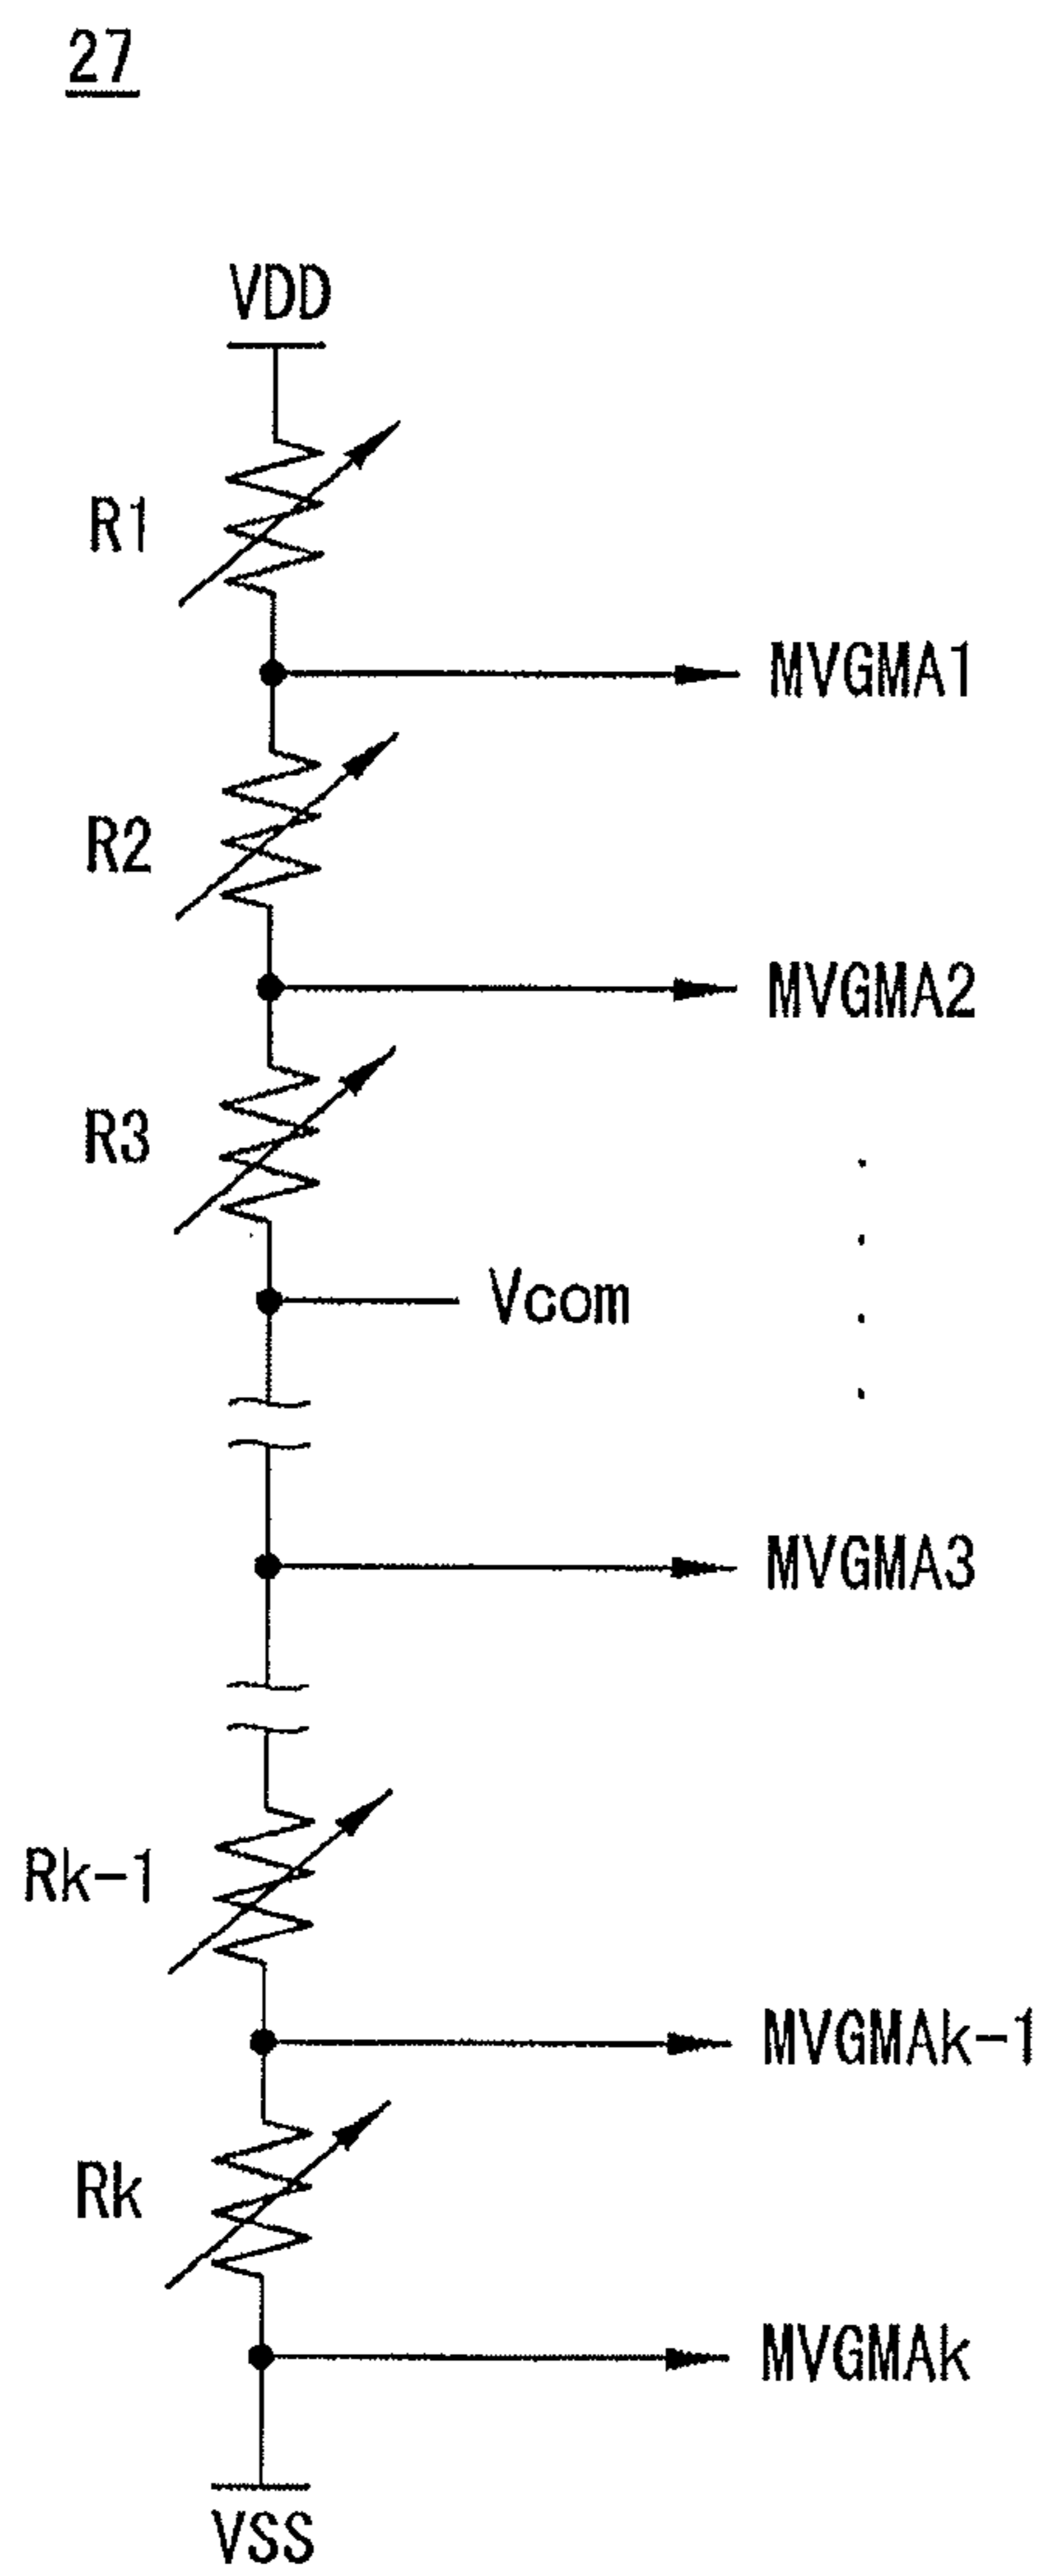 27
VDD
R1
MVGMA1
R2
MVGMA2
R3
Vcom
MVGMA3
Rk-1
MVGMAk-1
Rk
MVGMAk
VSS